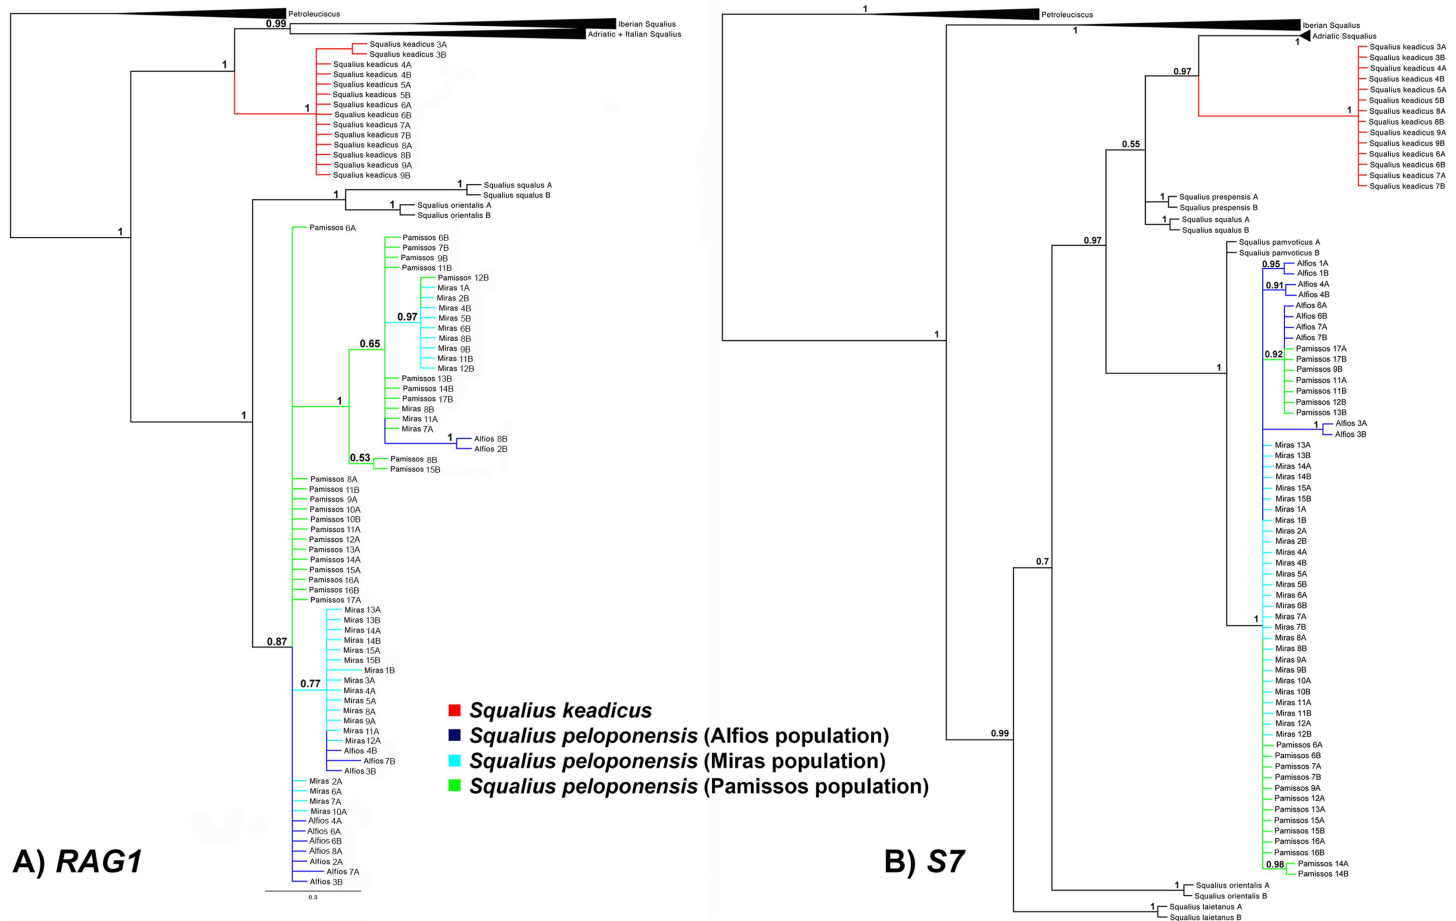 Petroleuciscus
0.99
Iberian Squalius
Adriatic + Italian Squalius
Squalius keadicus 3A
Squalius keadicus 3B
1
Squalius keadicus 4A
Squalius keadicus 4B
Squalius keadicus 5A
Squalius keadicus 5B
Squalius keadicus 6A
1
Squalius keadicus 6B
Squalius keadicus 7A
Squalius keadicus 7B
Squalius keadicus 8A
Squalius keadicus 8B
Squalius keadicus 9A
Squalius keadicus 9B
1
Squalius squalus A
Squalius squalus B
1
1
Squalius orientalis A
Squalius orientalis B
1
Pamissos 6A
Pamissos 6B
Pamissos 7B
Pamissos 9B
Pamissos 11B
Pamissos 12B
Miras 1A
Miras 2B
Miras 4B
0.97
Miras 5B
Miras 6B
Miras 8B
Miras 9B
Miras 11B
Miras 12B
0.65
Pamissos 13B
Pamissos 14B
Pamissos 17B
1
Miras 8B
Miras 11A
Miras 7A
1
1
Alfios 8B
Alfios 2B
0.53
Pamissos 8B
Pamissos 15B
Pamissos 8A
Pamissos 11B
Pamissos 9A
Pamissos 10A
Pamissos 10B
Pamissos 11A
Pamissos 12A
Pamissos 13A
Pamissos 14A
Pamissos 15A
Pamissos 16A
Pamissos 16B
Pamissos 17A
Miras 13A
Miras 13B
Miras 14A
0.87
Miras 14B
Miras 15A
Miras 15B
Miras 1B
Miras 3A
0.77
Miras 4A
Miras 5A
Miras 8A
Miras 9A
Miras 11A
Miras 12A
Alfios 4B
Alfios 7B
Alfios 3B
Miras 2A
Miras 6A
Miras 7A
Miras 10A
Alfios 4A
Alfios 6A
Alfios 6B
Alfios 8A
Alfios 2A
Alfios 7A
Alfios 3B
0.3
A) RAG1
Squalius keadicus
Squalius peloponensis (Alfios population)
Squalius peloponensis (Miras population)
Squalius peloponensis (Pamissos population)
1
Petroleuciscus
Iberian Squalius
1
Adriatic Ssqualius
1
Squalius keadicus 3A
Squalius keadicus 3B
0.97
Squalius keadicus 4A
Squalius keadicus 4B
Squalius keadicus 5A
Squalius keadicus 5B
1
Squalius keadicus 8A
Squalius keadicus 8B
Squalius keadicus 9A
Squalius keadicus 9B
0.55
Squalius keadicus 6A
Squalius keadicus 6B
Squalius keadicus 7A
Squalius keadicus 7B
1
Squalius prespensis A
Squalius prespensis B
1
Squalius squalus A
Squalius squalus B
0.97
Squalius pamvoticus A
Squalius pamvoticus B
0.95
Alfios 1A
Alfios 1B
0.91
Alfios 4A
Alfios 4B
Alfios 6A
Alfios 6B
Alfios 7A
Alfios 7B
1
0.92
Pamissos 17A
Pamissos 17B
Pamissos 9B
1
Pamissos 11A
Pamissos 11B
Pamissos 12B
Pamissos 13B
1
Alfios 3A
Alfios 3B
Miras 13A
Miras 13B
Miras 14A
Miras 14B
Miras 15A
Miras 15B
Miras 1A
Miras 1B
Miras 2A
Miras 2B
Miras 4A
0.7
Miras 4B
Miras 5A
Miras 5B
Miras 6A
Miras 6B
1
Miras 7A
Miras 7B
Miras 8A
Miras 8B
Miras 9A
Miras 9B
Miras 10A
Miras 10B
Miras 11A
Miras 11B
Miras 12A
0.99
Miras 12B
Pamissos 6A
Pamissos 6B
Pamissos 7A
Pamissos 7B
Pamissos 9A
Pamissos 12A
Pamissos 13A
Pamissos 15A
Pamissos 15B
Pamissos 16A
Pamissos 16B
0.98
Pamissos 14A
Pamissos 14B
B) S7
1
Squalius orientalis A
Squalius orientalis B
1
Squalius laietanus A
Squalius laietanus B